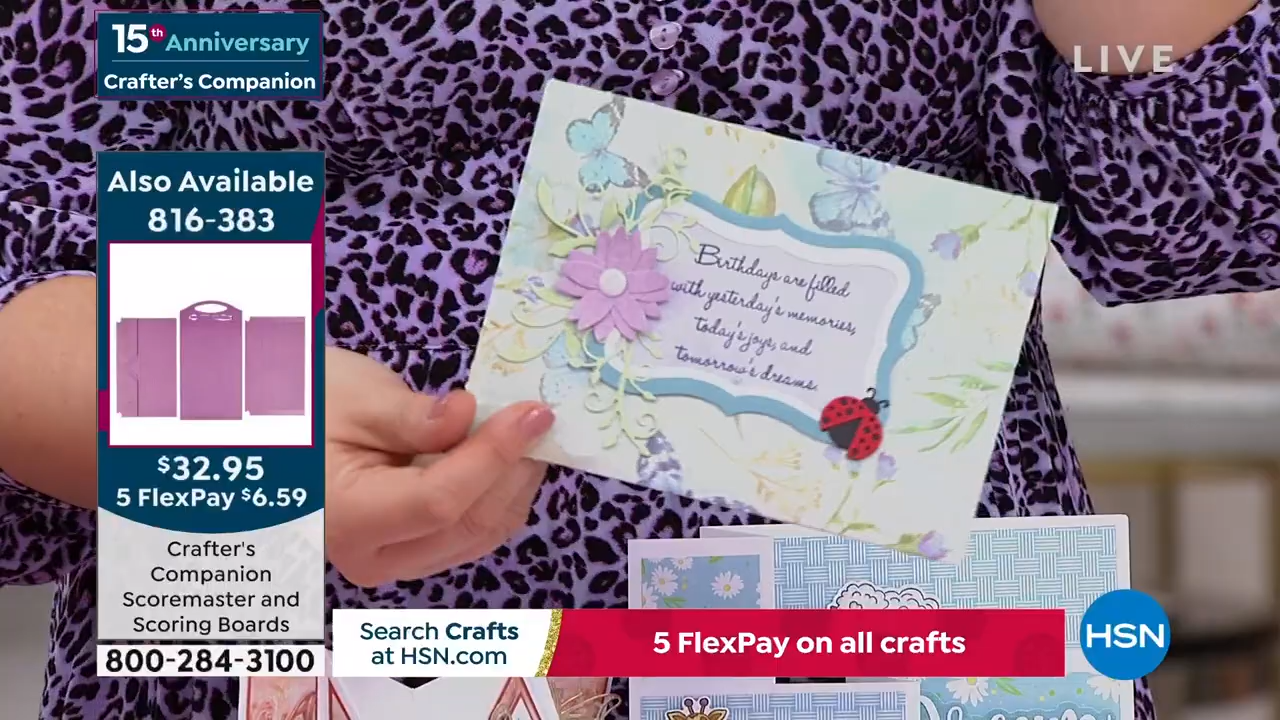 15th Anniversary
Crafter's Companion
LIVE
Also Available
816-383
$32.95
5 FlexPay $6.59
Crafter's
Companion
Scoremaster and
Scoring Boards
800-284-3100
Birthdays are filled
with yesterday's memories,
today's joys, and
tomorrow's dreams.
Search Crafts
at HSN.com
5 FlexPay on all crafts
HSN